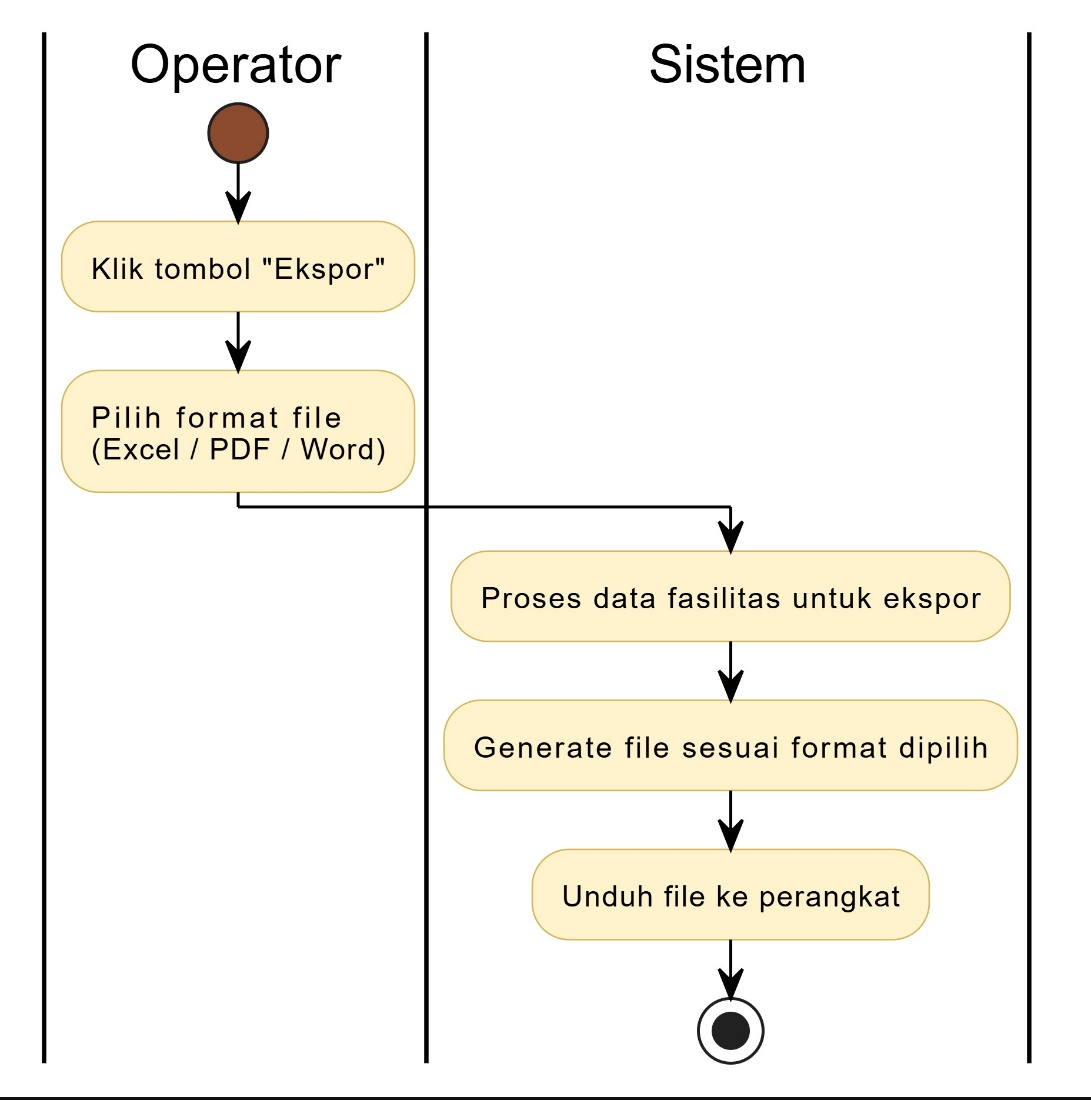 Operator
Sistem
Klik tombol "Ekspor"
Pilih format file
(Excel / PDF / Word)
Proses data fasilitas untuk ekspor
Generate file sesuai format dipilih
Unduh file ke perangkat